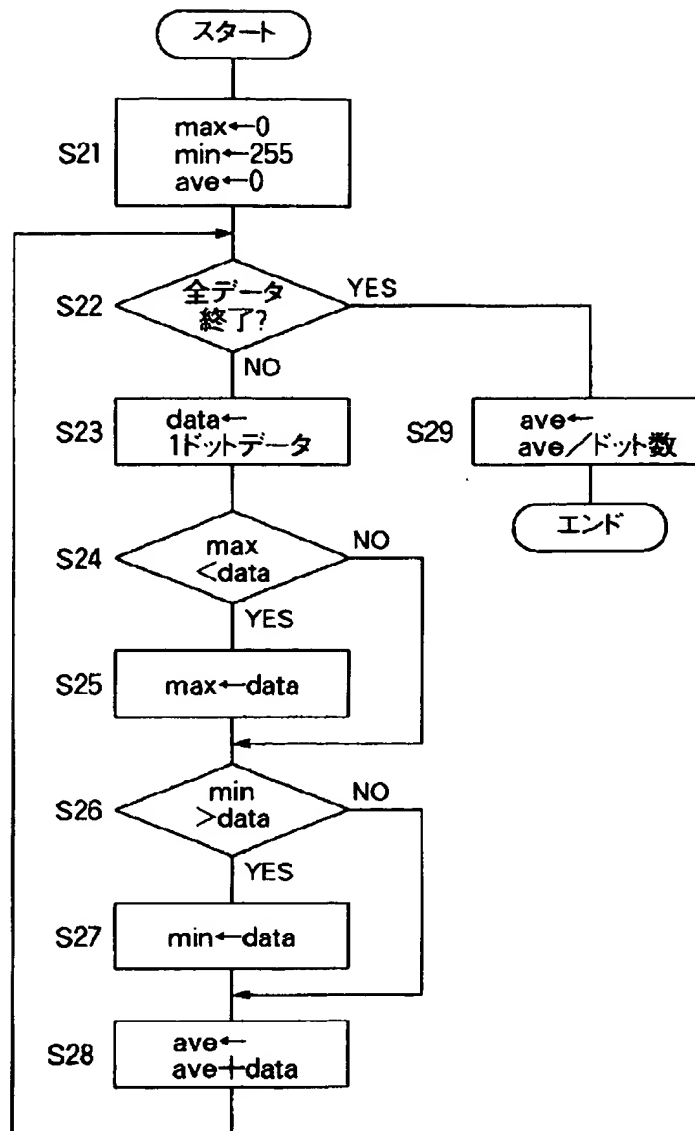 スタート
S21
max←0
min←255
ave←0
S22
全データ
終了?
YES
NO
S23
data←
1ドットデータ
S29
ave←
ave/ドット数
エンド
S24
max
<data
NO
YES
S25
max←data
S26
min
>data
NO
YES
S27
min←data
S28
ave←
ave+data